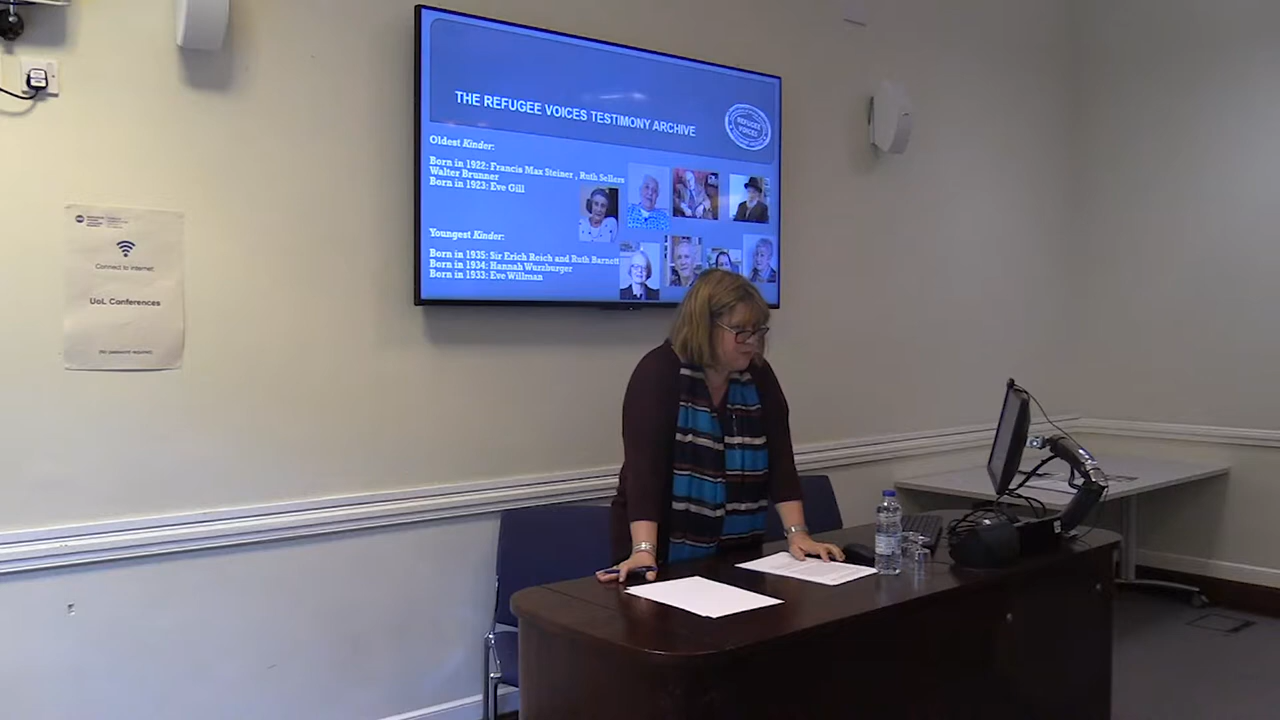 THE REFUGEE VOICES TESTIMONY ARCHIVE
REFUGEE
VOICES
Oldest Kinder:
Born in 1922: Francis Max Steiner , Ruth Sellers
Walter Brunner
Born in 1923: Eve Gill
Youngest Kinder:
Born in 1935: Sir Erich Reich and Ruth Barnett
Born in 1934: Hannah Wurzburger
Born in 1933: Eve Willman
Connect to internet
UoL Conferences